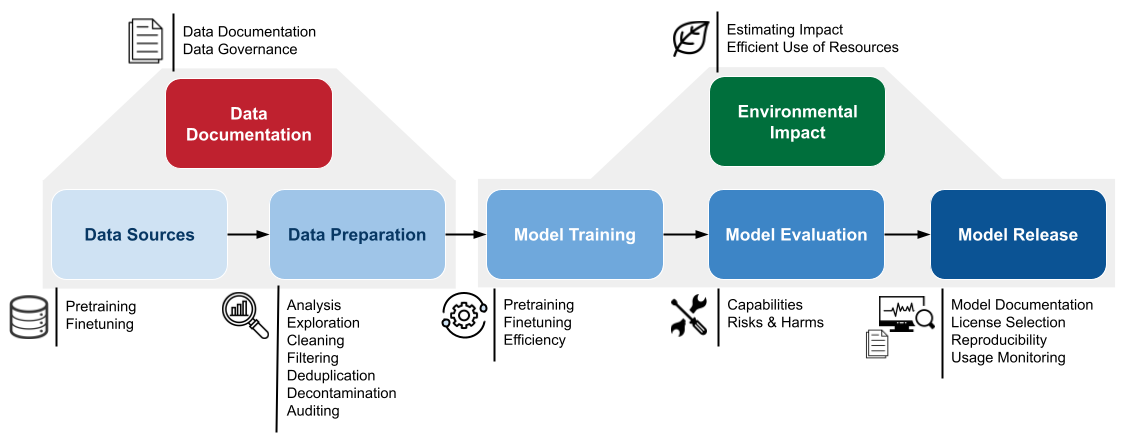 Data Documentation
Data Governance
Estimating Impact
Efficient Use of Resources
Data
Documentation
Environmental
Impact
Data Sources
Data Preparation
Model Training
Model Evaluation
Model Release
Pretraining
Finetuning
Analysis
Exploration
Cleaning
Filtering
Deduplication
Decontamination
Auditing
Pretraining
Finetuning
Efficiency
Capabilities
Risks & Harms
Model Documentation
License Selection
Reproducibility
Usage Monitoring